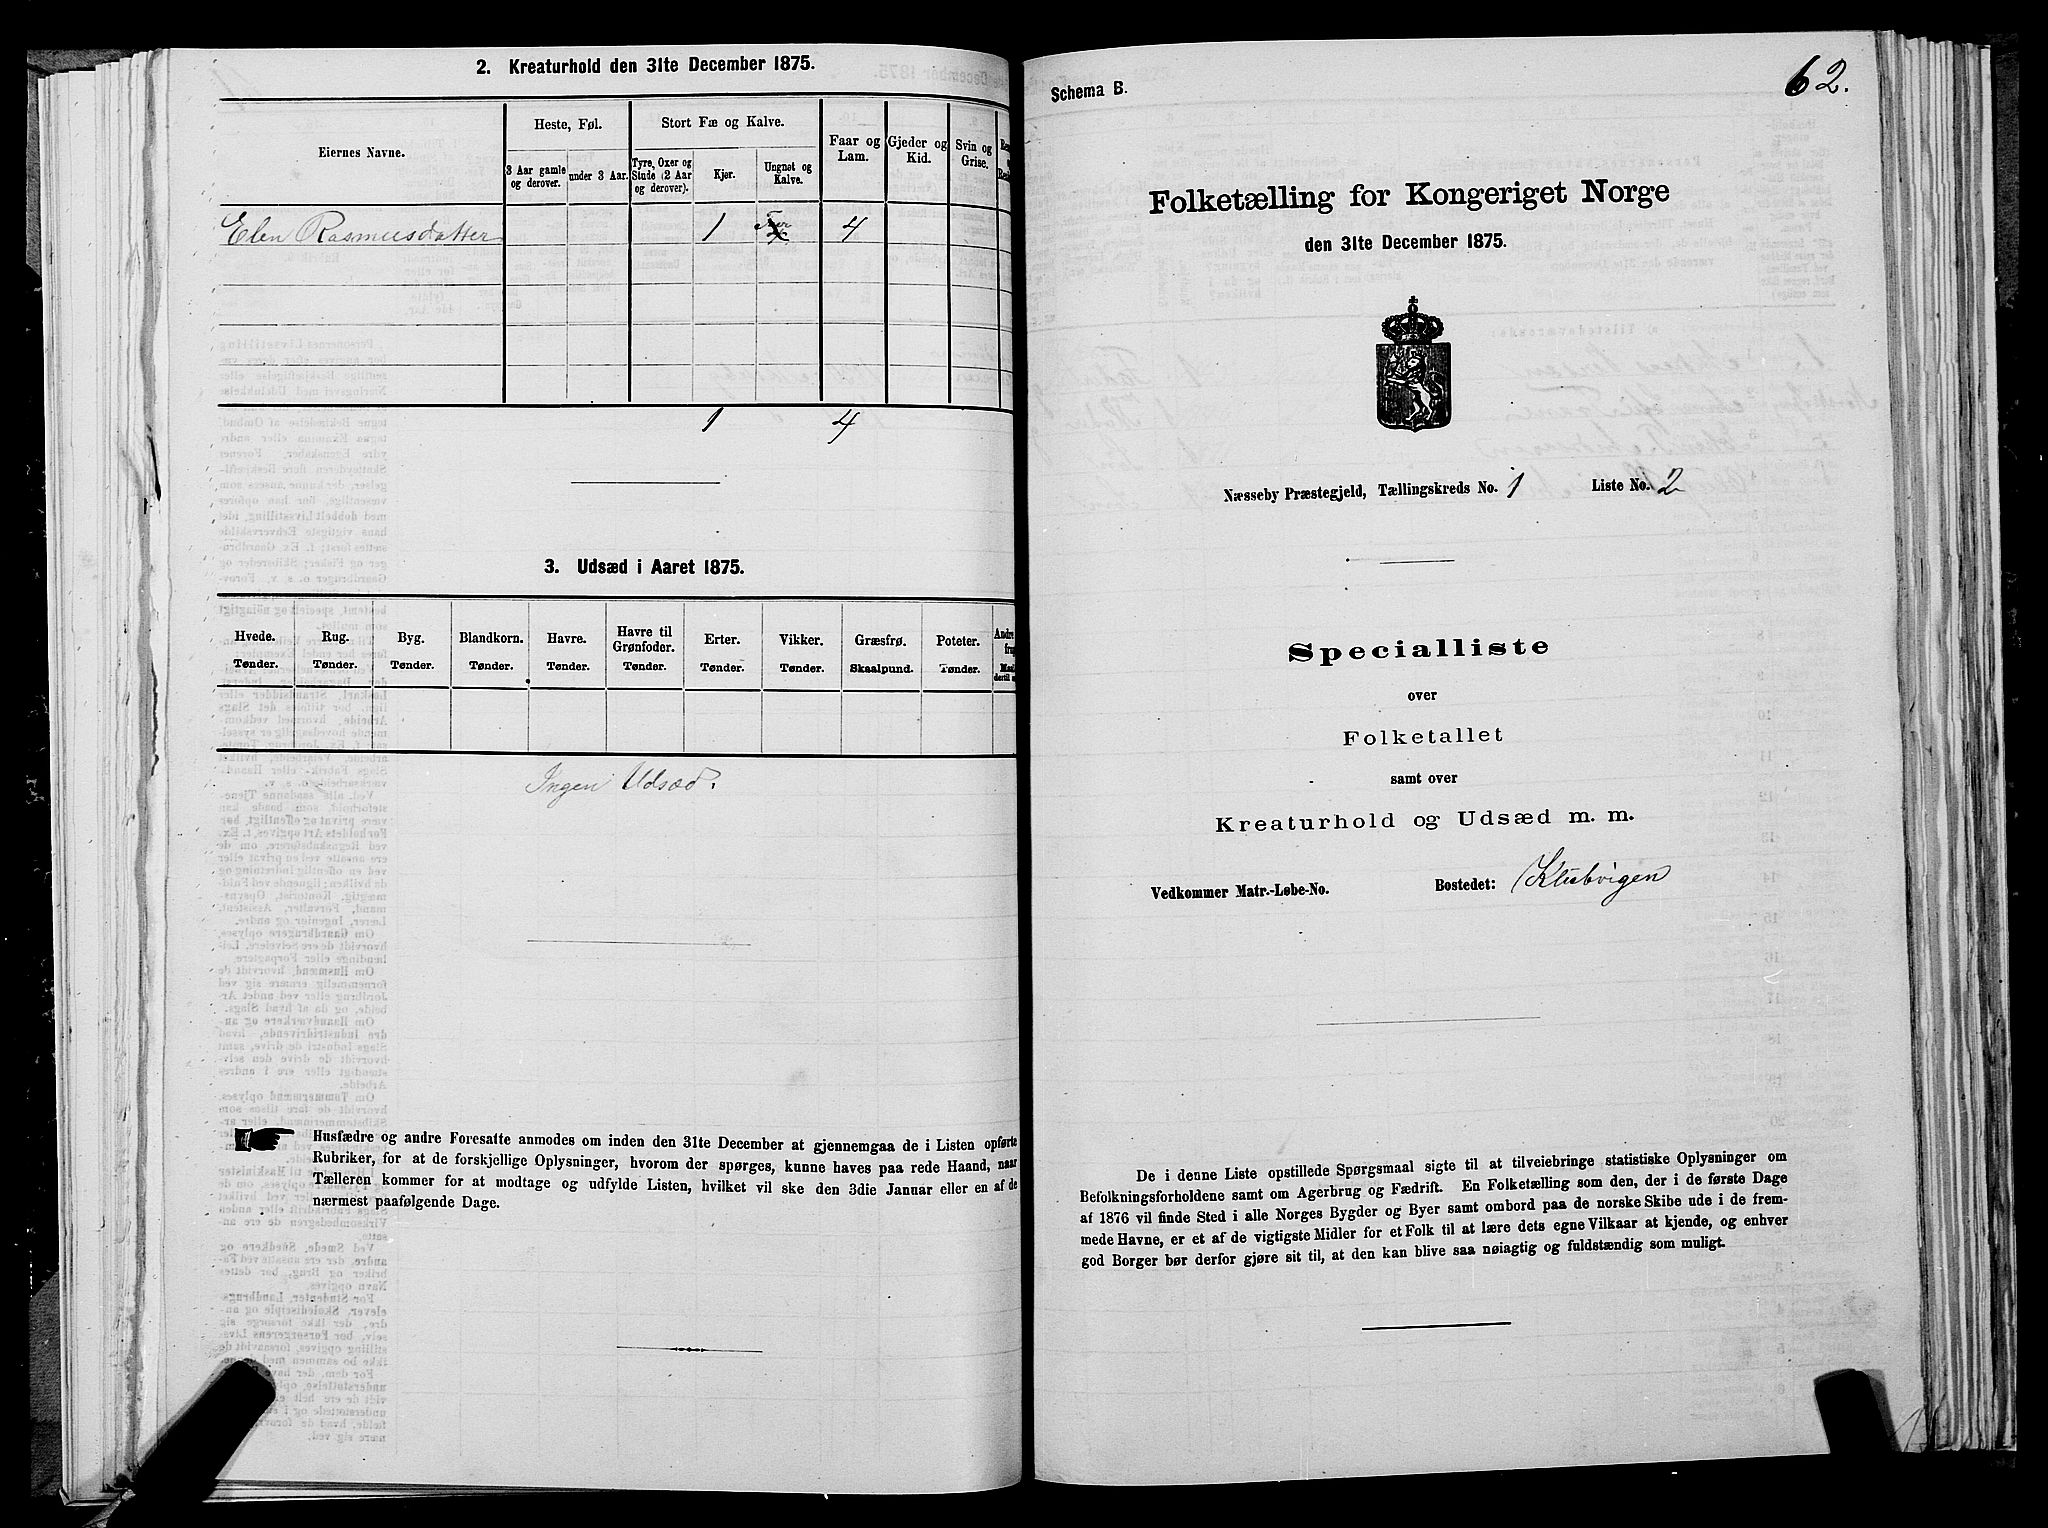 2. Kreaturhold den 31te December 1875.
Eiernes Navne.
Heste, Føl.
Stort Fæ og Kalve.
Faar og Lam.
Gjeder og Kid.
Svin og Grise.
3 Aar gamle og derover.
under 3 Aar.
Tyre, Oxer og Stude (2 Aar og derover).
Kjør.
Ungnet og Kalve.
Elen Rasmusdatter 1 4
1 4
3. Udsæd i Aaret 1875.
Hvede. Rug. Byg. Blandkorn. Havre. Havre til Grønfoder. Erter. Vikker. Græsfrø. Poteter.
Tønder. Tønder. Tønder. Tønder. Tønder. Tønder. Tønder. Tønder. Skaalpund. Tønder.
Ingen Udsæd.
Husfædre og andre Foresatte anmodes om inden den 31te December at gjennemgaa de i Listen opførte
Rubriker, for at de forskjellige Oplysninger, hvorom der spørges, kunne haves paa rede Haand, naar
Tælleren kommer for at modtage og udfylde Listen, hvilket vil ske den 3die Januar eller en af de
nærmest paafølgende Dage.
62.
Schema B.
Folketælling for Kongeriget Norge
den 31te December 1875.
Næsseby Præstegjeld, Tællingskreds No. 1 Liste No. 2
Specialliste
over
Folketallet
samt over
Kreaturhold og Udsæd m. m.
Vedkommer Matr.-Løbe-No. Bostedet: Klubvigen
De i denne Liste opstillede Spørgsmaal sigte til at tilveiebringe statistiske Oplysninger om
Befolkningsforholdene samt om Agerbrug og Fædrift. En Folketælling som den, der i de første Dage
af 1876 vil finde Sted i alle Norges Bygder og Byer samt ombord paa de norske Skibe ude i frem-
mede Havne, er et af de vigtigste Midler for et Folk til at lære dets egne Vilkaar at kjende, og enhver
god Borger bør derfor gjøre sit til, at den kan blive saa nøiagtig og fuldstændig som muligt.